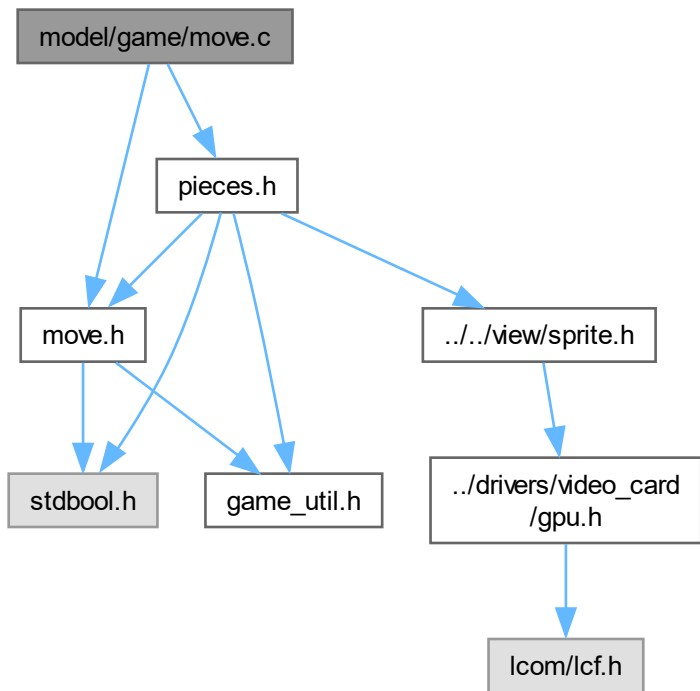 model/game/move.c
pieces.h
move.h
../../view/sprite.h
stdbool.h
game_util.h
../drivers/video_card
/gpu.h
lcom/lcf.h